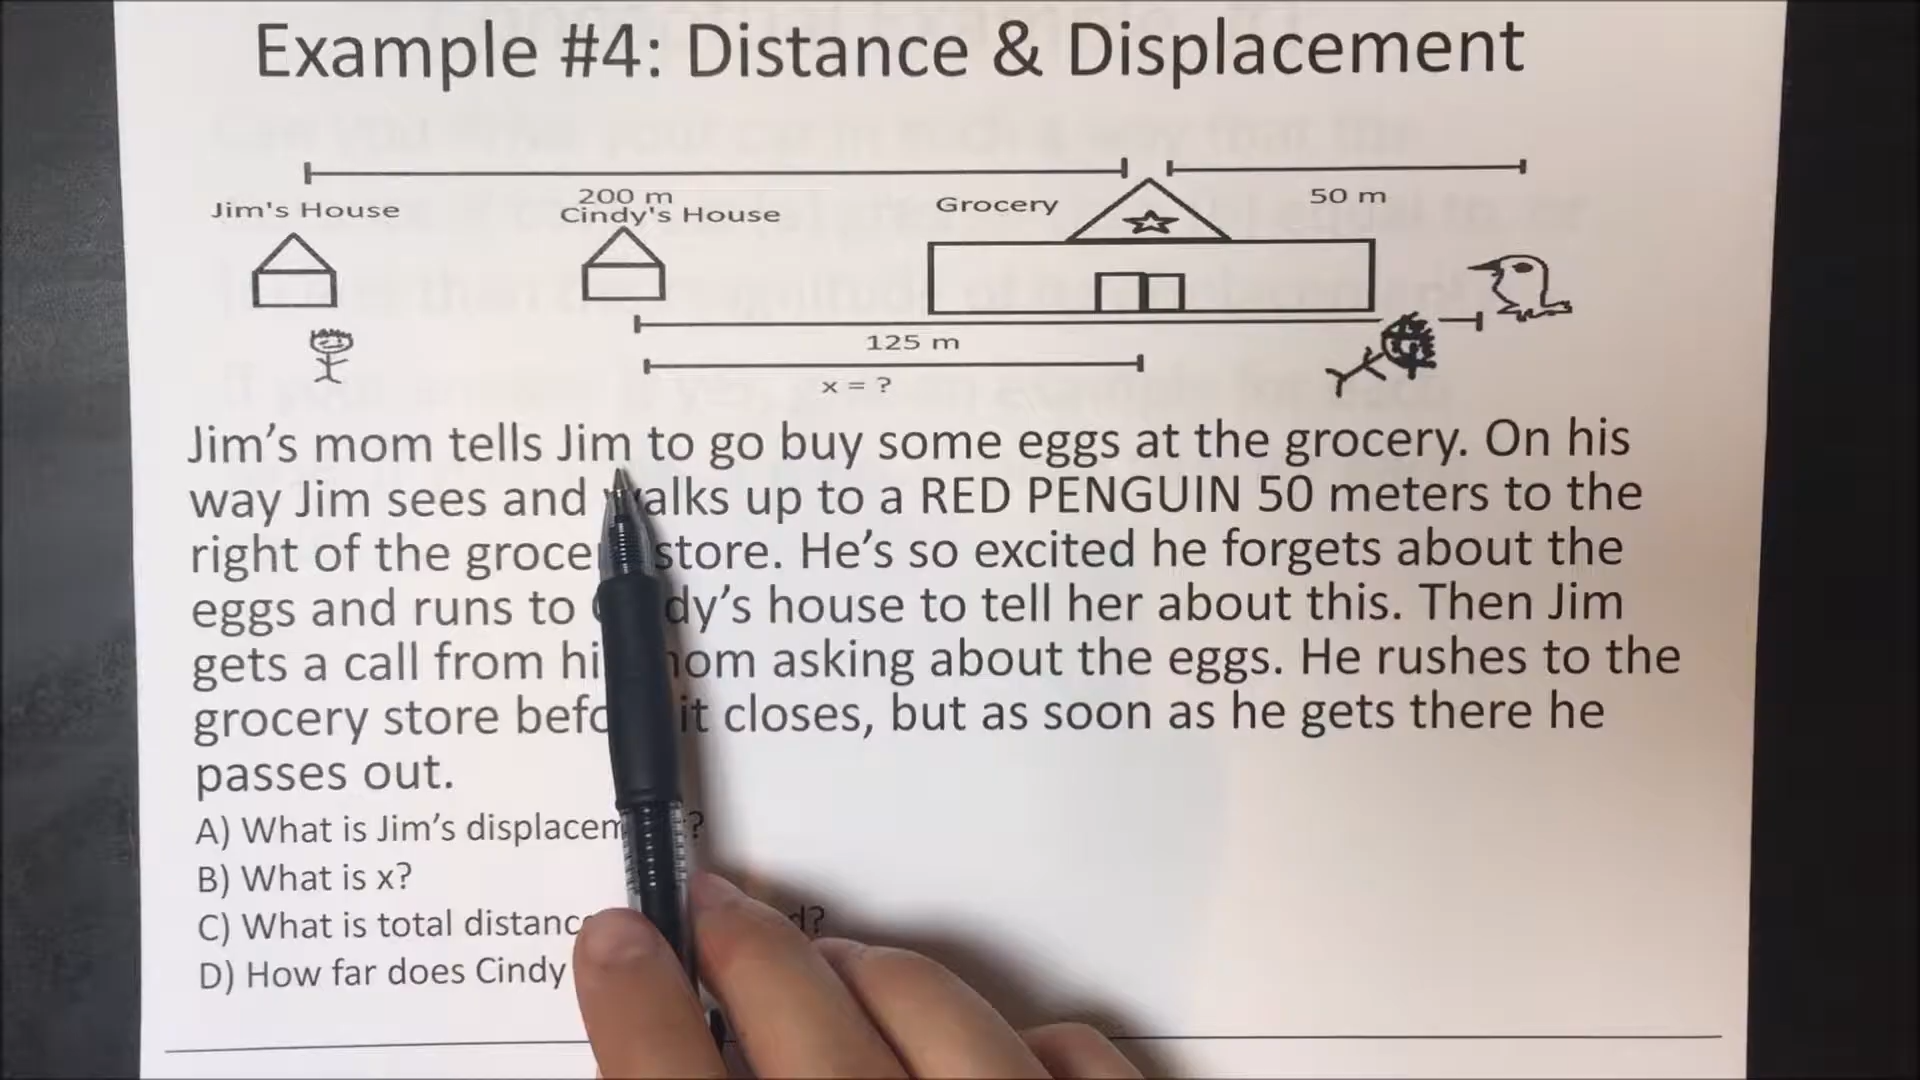 Example #4: Distance & Displacement
200 m
50 m
Jim's House
Cindy's House
Grocery
125 m
x = ?
Jim's mom tells Jim to go buy some eggs at the grocery. On his
way Jim sees and walks up to a RED PENGUIN 50 meters to the
right of the grocery store. He's so excited he forgets about the
eggs and runs to Cindy's house to tell her about this. Then Jim
gets a call from his mom asking about the eggs. He rushes to the
grocery store before it closes, but as soon as he gets there he
passes out.
A) What is Jim's displacement?
B) What is x?
C) What is total distance
D) How far does Cindy